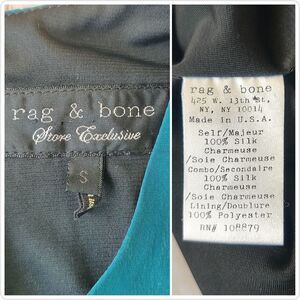 rag & bone
Store Exclusive
S
rag & bone
425 W. 13th St,
NY, NY 10014
Made in U.S.A.
Self/Majeur
100% Silk
Charmeuse
/Soie Charmeuse
Combo/Secondaire
100% Silk
Charmeuse
/Soie Charmeuse
Lining/Doublure
100% Polyester
RN# 108879